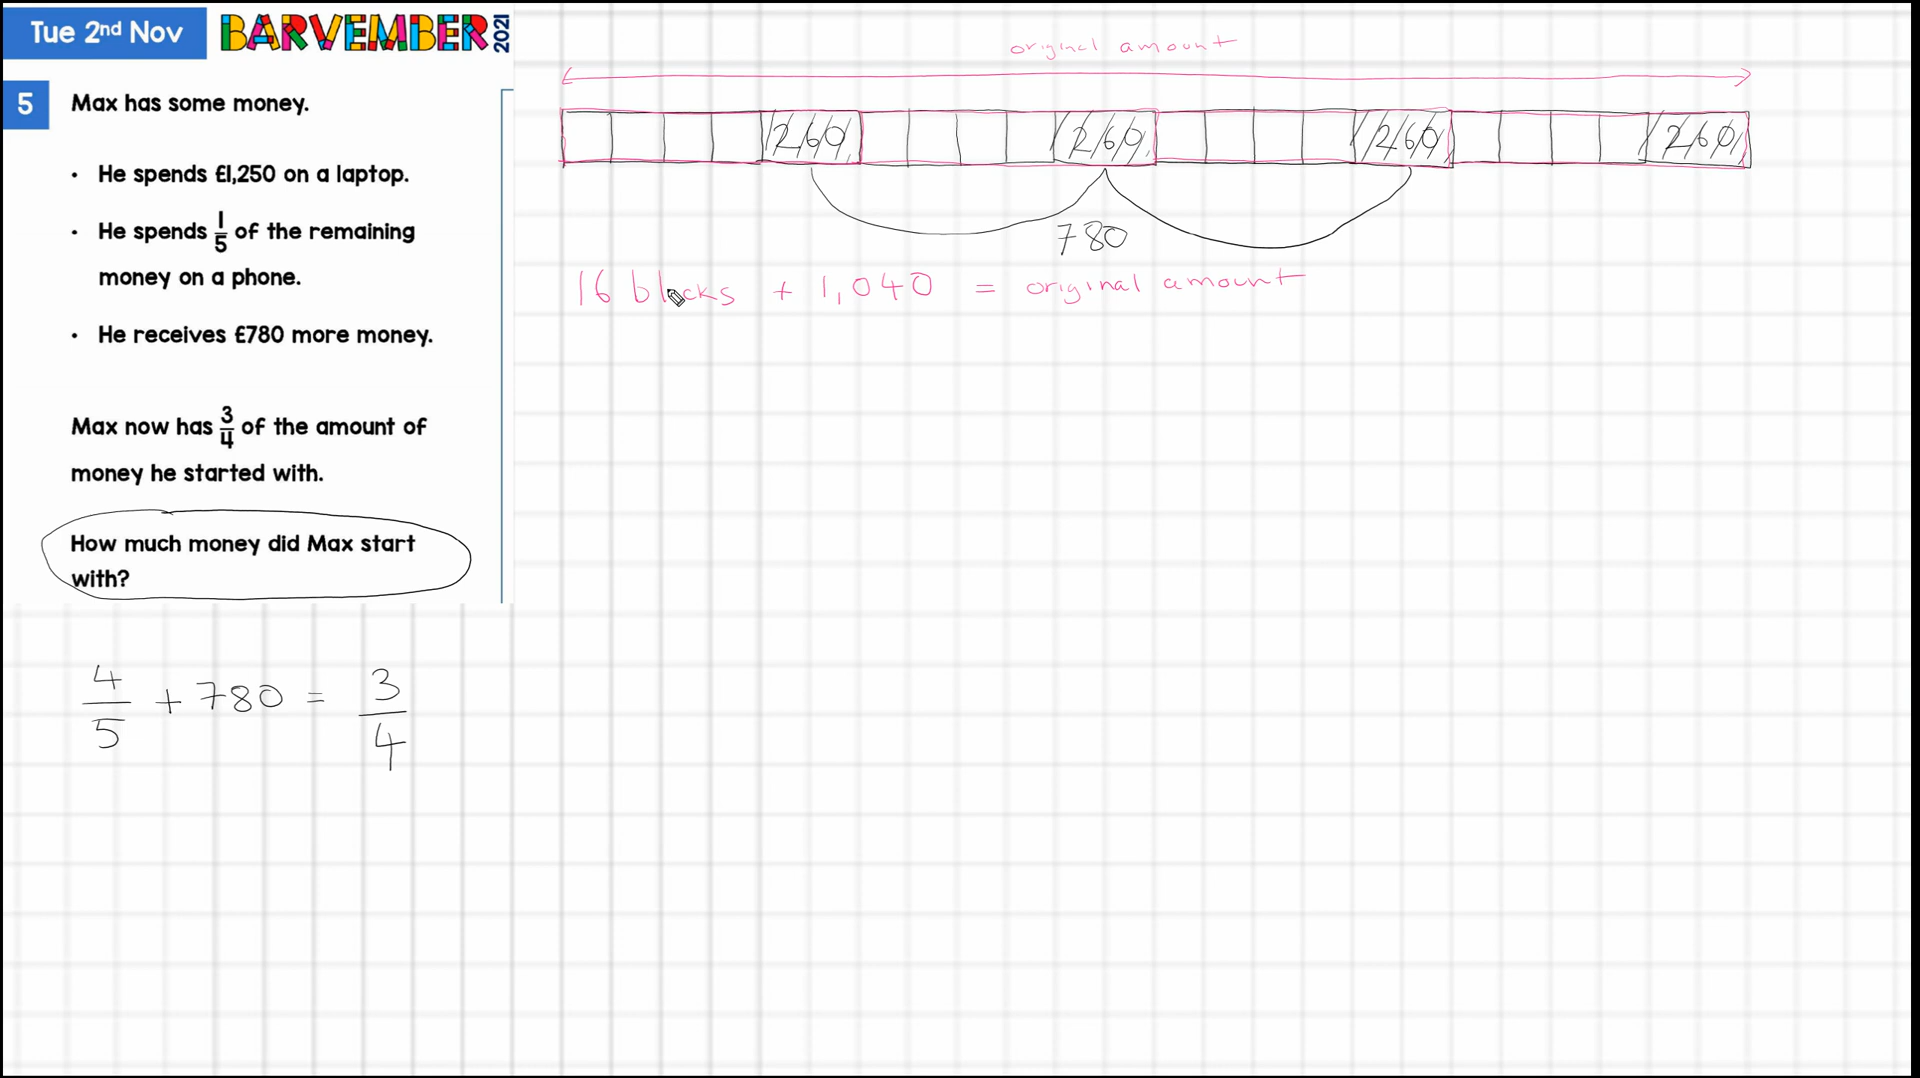 Tue 2nd Nov
BARVEMBER 2021
5
Max has some money.
• He spends £1,250 on a laptop.
• He spends 1/5 of the remaining
money on a phone.
• He receives £780 more money.
Max now has 3/4 of the amount of
money he started with.
How much money did Max start
with?
4/5 + 780 = 3/4
original amount
260 260 260 260
780
16 blocks + 1,040 = original amount